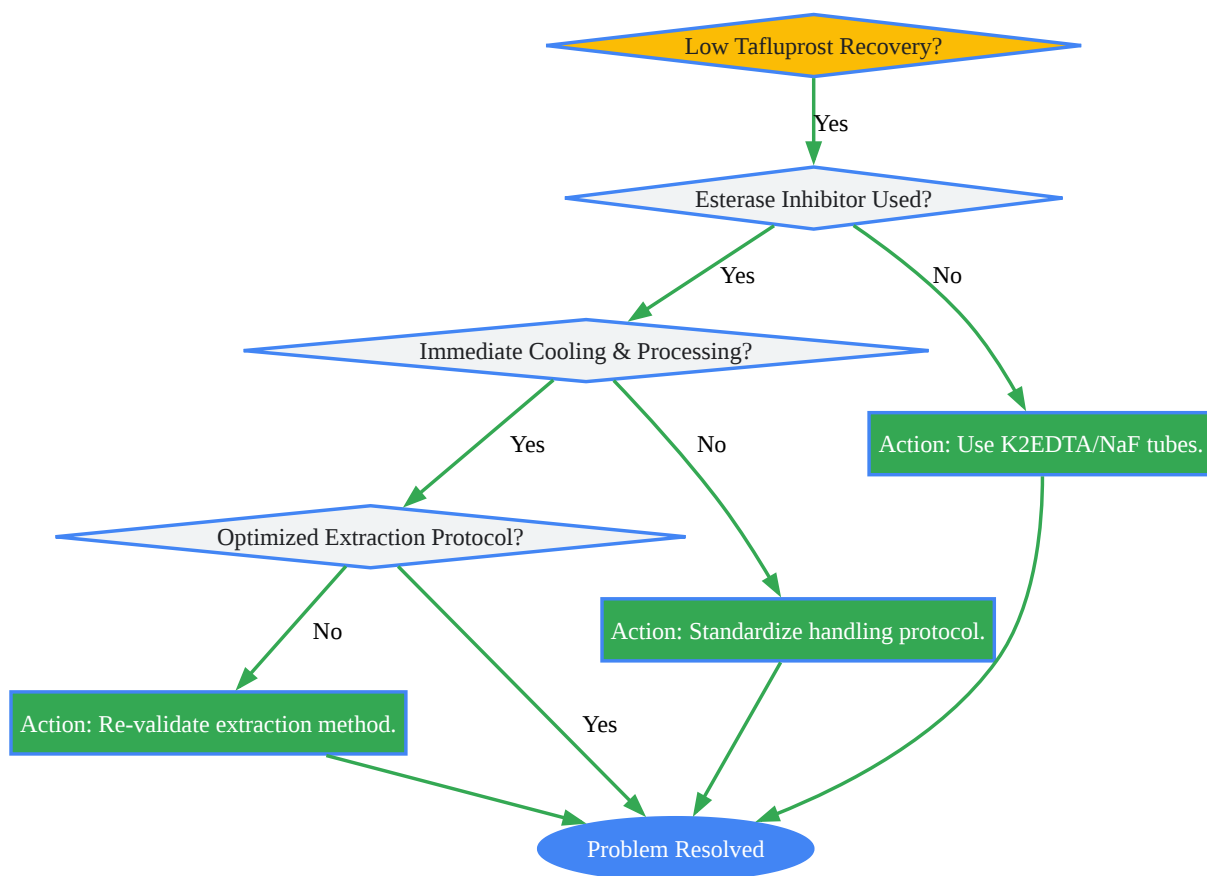 Low Tafluprost Recovery?
Yes
Esterase Inhibitor Used?
Yes
No
Immediate Cooling & Processing?
Yes
No
Action: Use K2EDTA/NaF tubes.
Optimized Extraction Protocol?
No
Action: Standardize handling protocol.
Action: Re-validate extraction method.
Yes
Problem Resolved